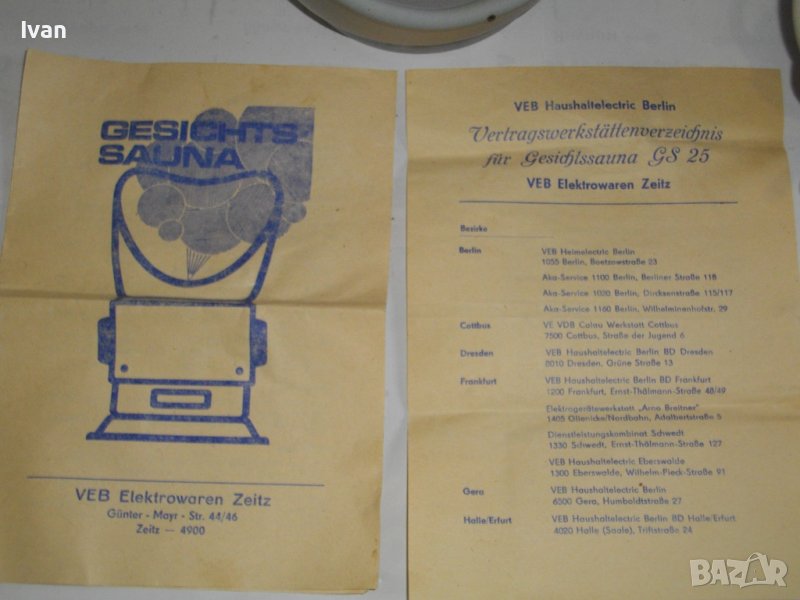 Ivan
GESICHTS
SAUNA
VEB Elektrowaren Zeitz
Günter - Mayr - Str. 44/46
Zeitz — 4900
VEB Haushaltelectric Berlin
Vertragswerkstättenverzeichnis
für Gesichtssauna GS 25
VEB Elektrowaren Zeitz
Bezirke
Berlin
VEB Heimelectric Berlin
1055 Berlin, Boetzowstraße 23
Aka-Service 1100 Berlin, Berliner Straße 11B
Aka-Service 1020 Berlin, Dircksenstraße 115/117
Aka-Service 1160 Berlin, Wilhelminenhofstr. 29
Cottbus
VE VDB Calau Werkstatt Cottbus
7500 Cottbus, Straße der Jugend 6
Dresden
VEB Haushaltelectric Berlin BD Dresden
8010 Dresden, Grüne Straße 13
Frankfurt
VEB Haushaltelectric Berlin BD Frankfurt
1200 Frankfurt, Ernst-Thälmann-Straße 48/49
Elektrogerätewerkstatt „Arno Breitner"
1405 Glienicke/Nordbahn, Adalbertstraße 5
Dienstleistungskombinat Schwedt
1330 Schwedt, Ernst-Thälmann-Straße 127
VEB Haushaltelectric Eberswalde
1300 Eberswalde, Wilhelm-Pieck-Straße 91
Gera
VEB Haushaltelectric Berlin
6500 Gera, Humboldtstraße 27
Halle/Erfurt
VEB Haushaltelectric Berlin BD Halle/Erfurt
4020 Halle (Saale), Triftstraße 24
BAZAR